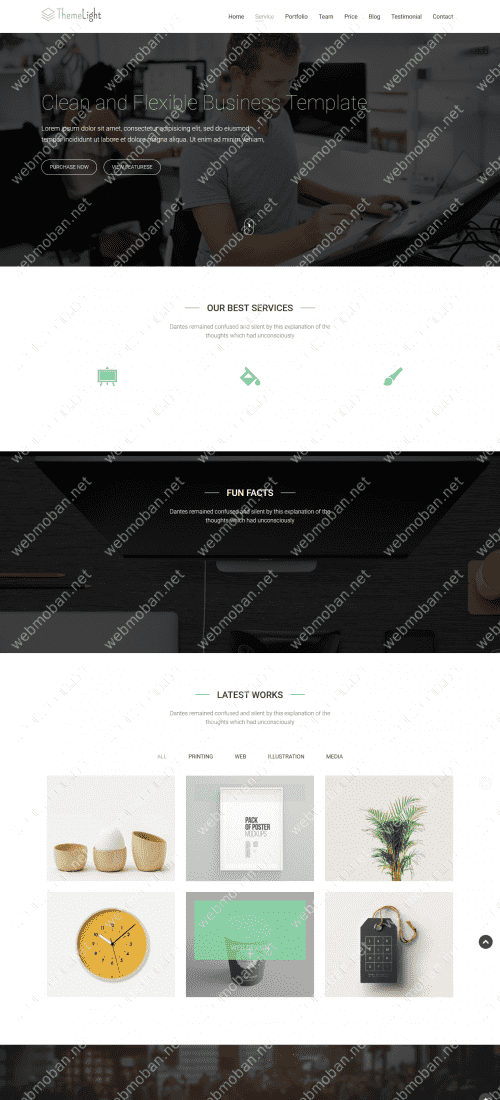 ThemeLight
Home Service Portfolio Team Price Blog Testimonial Contact
Clean and Flexible Business Template
Lorem ipsum dolor sit amet, consectetur adipisicing elit, sed do eiusmod
tempor incididunt ut labore et dolore magna aliqua. Ut enim ad minim veniam,
PURCHASE NOW VIEW FEATURESE
OUR BEST SERVICES
Dantes remained confused and silent by this explanation of the
thoughts which had unconsciously
FUN FACTS
Dantes remained confused and silent by this explanation of the
thoughts which had unconsciously
LATEST WORKS
Dantes remained confused and silent by this explanation of the
thoughts which had unconsciously
ALL PRINTING WEB ILLUSTRATION MEDIA
PACK
OF POSTER
MOCKUPS
webmoban.net